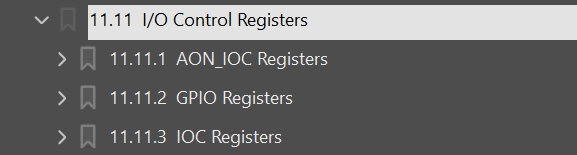 11.11 I/O Control Registers
11.11.1 AON_IOC Registers
11.11.2 GPIO Registers
11.11.3 IOC Registers